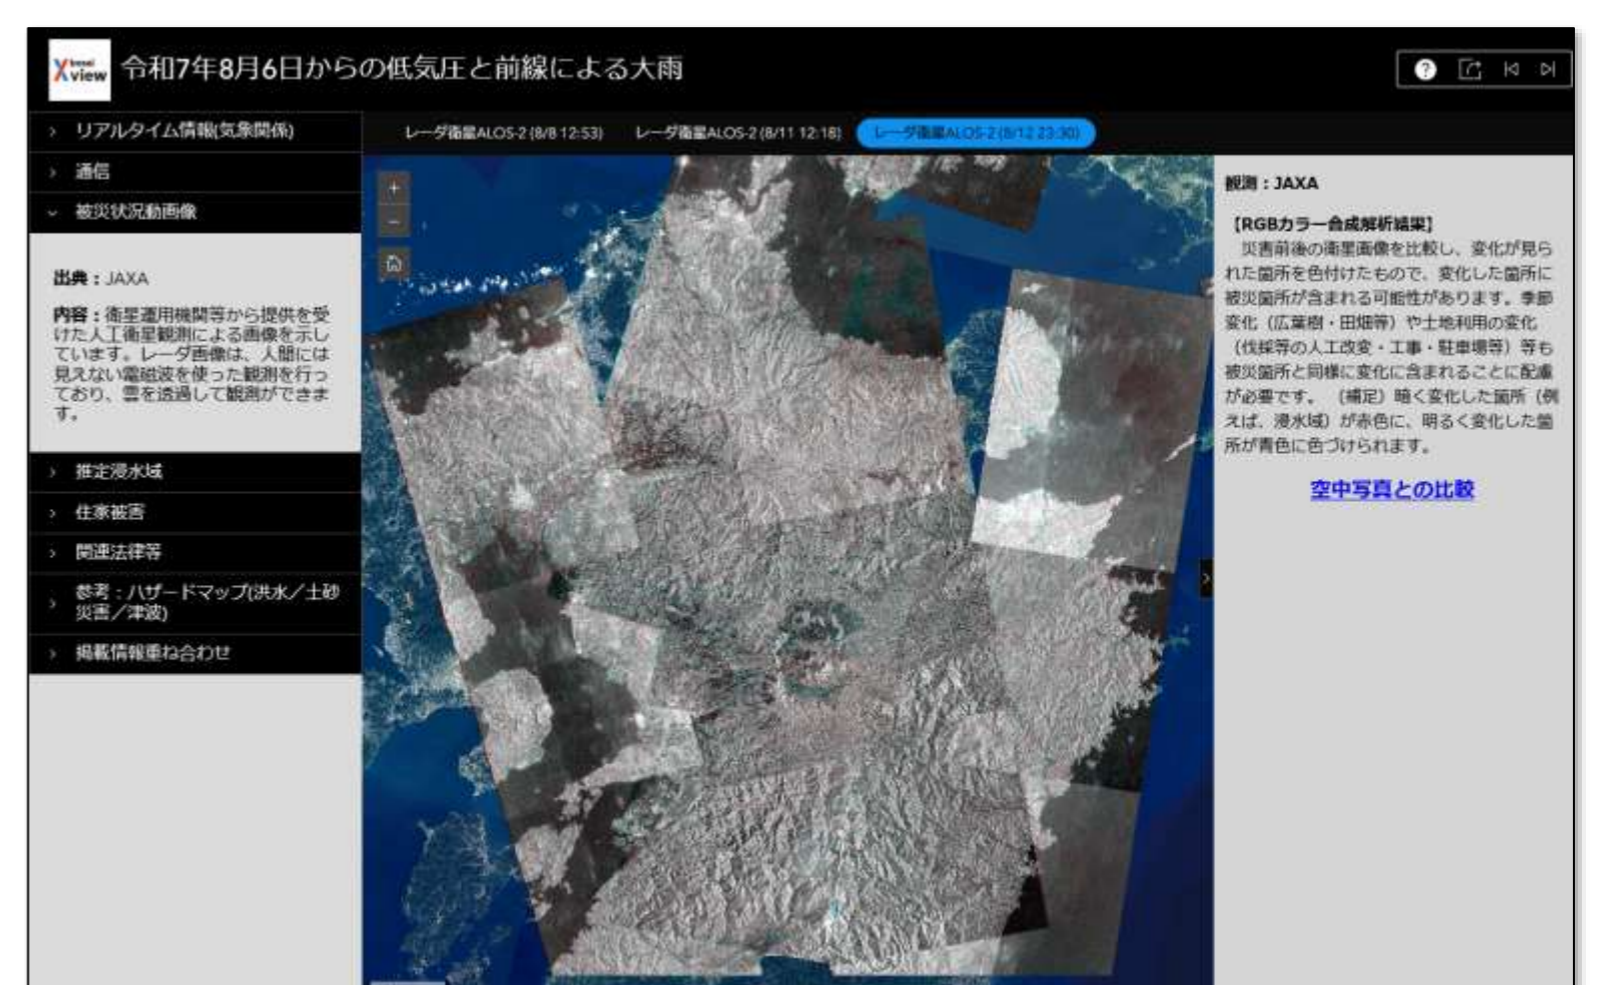 bosai
Xview
令和7年8月6日からの低気圧と前線による大雨
?
リアルタイム情報(気象関係)
通信
被災状況動画像
出典：JAXA
内容：衛星運用機関等から提供を受
けた人工衛星観測による画像を示し
ています。レーダ画像は、人間には
見えない電磁波を使った観測を行っ
ており、雲を透過して観測ができま
す。
推定浸水域
住家被害
関連法律等
参考：ハザードマップ(洪水／土砂
災害／津波)
掲載情報重ね合わせ
レーダ衛星ALOS-2 (8/8 12:53)
レーダ衛星ALOS-2 (8/11 12:18)
レーダ衛星ALOS-2 (8/12 23:30)
観測：JAXA
【RGBカラー合成解析結果】
災害前後の衛星画像を比較し、変化が見ら
れた箇所を色付けたもので、変化した箇所に
被災箇所が含まれる可能性があります。季節
変化（広葉樹・田畑等）や土地利用の変化
（伐採等の人工改変・工事・駐車場等）等も
被災箇所と同様に変化に含まれることに配慮
が必要です。（補足）暗く変化した箇所（例
えば、浸水域）が赤色に、明るく変化した箇
所が青色に色づけられます。
空中写真との比較